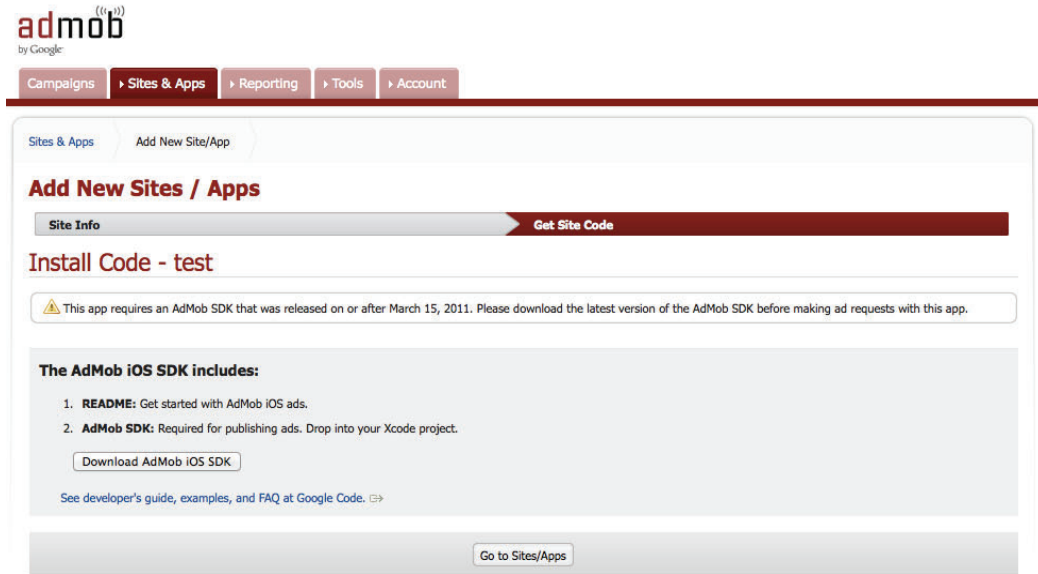 admob
by Google
Campaigns Sites & Apps Reporting Tools Account
Sites & Apps Add New Site/App
Add New Sites / Apps
Site Info Get Site Code
Install Code - test
This app requires an AdMob SDK that was released on or after March 15, 2011. Please download the latest version of the AdMob SDK before making ad requests with this app.
The AdMob iOS SDK includes:
1. README: Get started with AdMob iOS ads.
2. AdMob SDK: Required for publishing ads. Drop into your Xcode project.
Download AdMob iOS SDK
See developer's guide, examples, and FAQ at Google Code.
Go to Sites/Apps